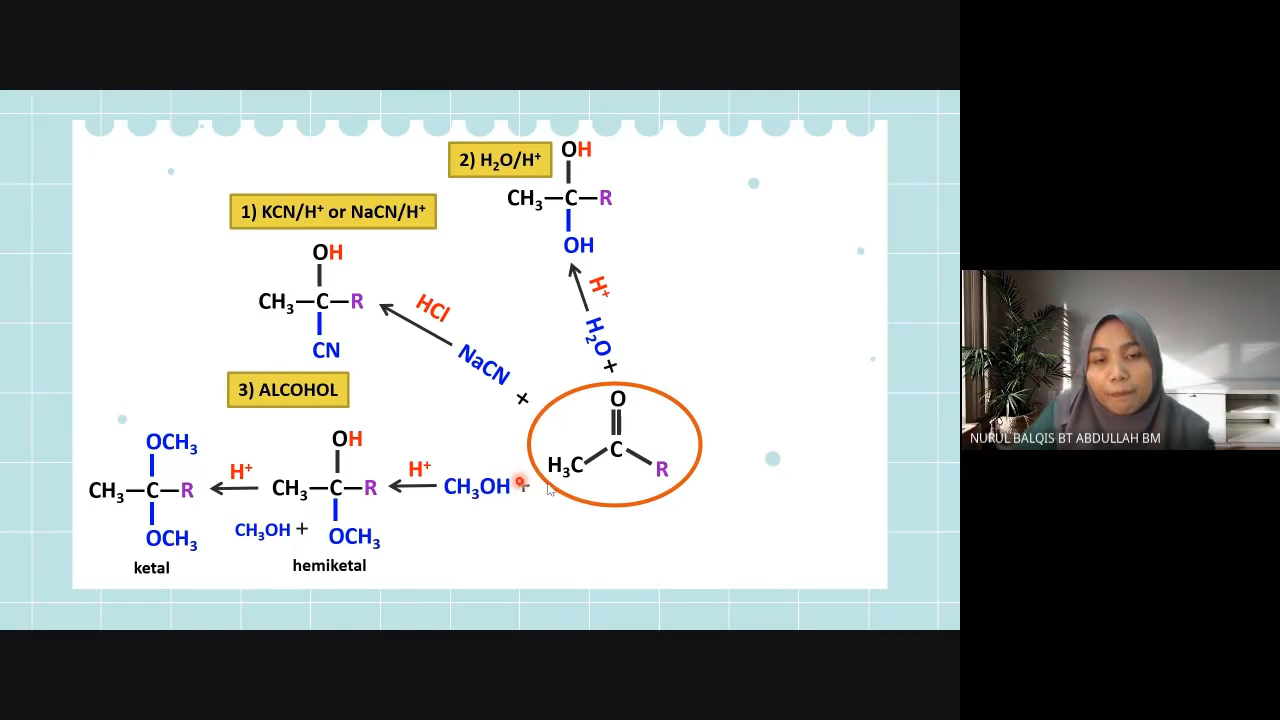 2) H₂O/H⁺
OH
CH₃—C—R
OH
1) KCN/H⁺ or NaCN/H⁺
OH
CH₃—C—R
CN
HCl
NaCN
+
H⁺
H₂O
+
O
H₃C C R
3) ALCOHOL
OCH₃
CH₃—C—R
OCH₃
ketal
H⁺
OH
CH₃—C—R
OCH₃
CH₃OH +
hemiketal
H⁺
CH₃OH +
NURUL BALQIS BT ABDULLAH BM